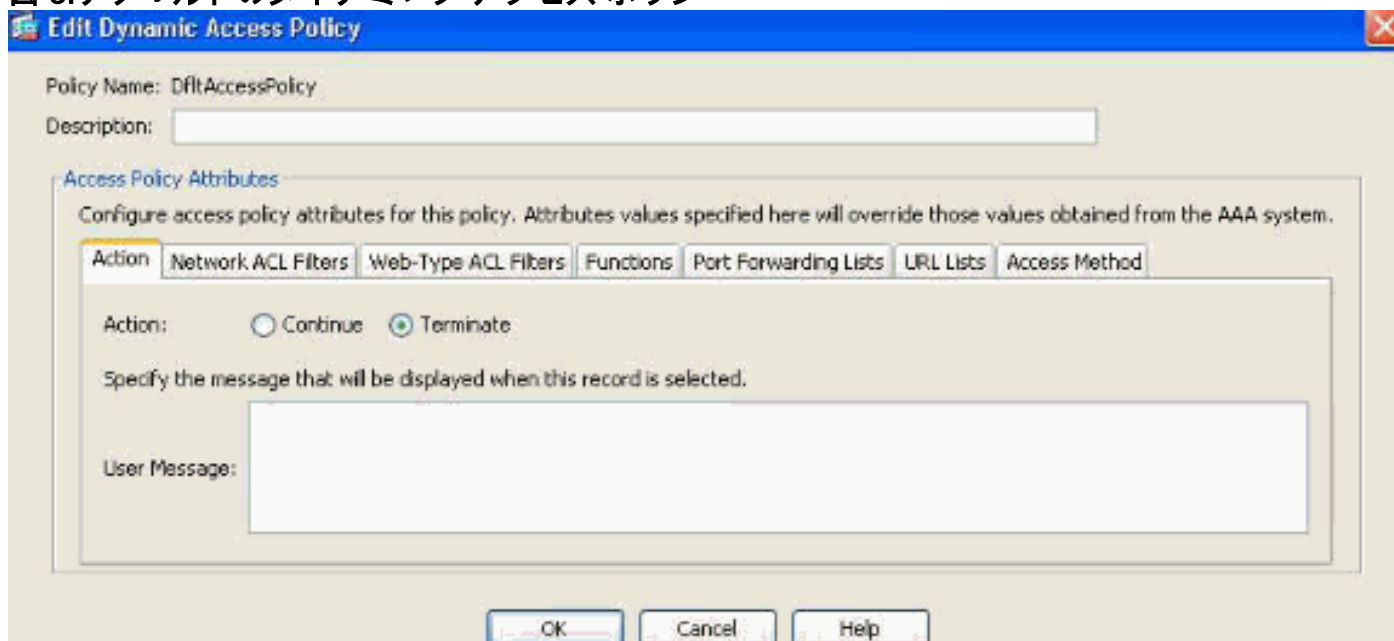 Edit Dynamic Access Policy
Policy Name: DfltAccessPolicy
Description:
Access Policy Attributes
Configure access policy attributes for this policy. Attributes values specified here will override those values obtained from the AAA system.
Action Network ACL Filters Web-Type ACL Filters Functions Port Forwarding Lists URL Lists Access Method
Action: Continue Terminate
Specify the message that will be displayed when this record is selected.
User Message:
OK Cancel Help